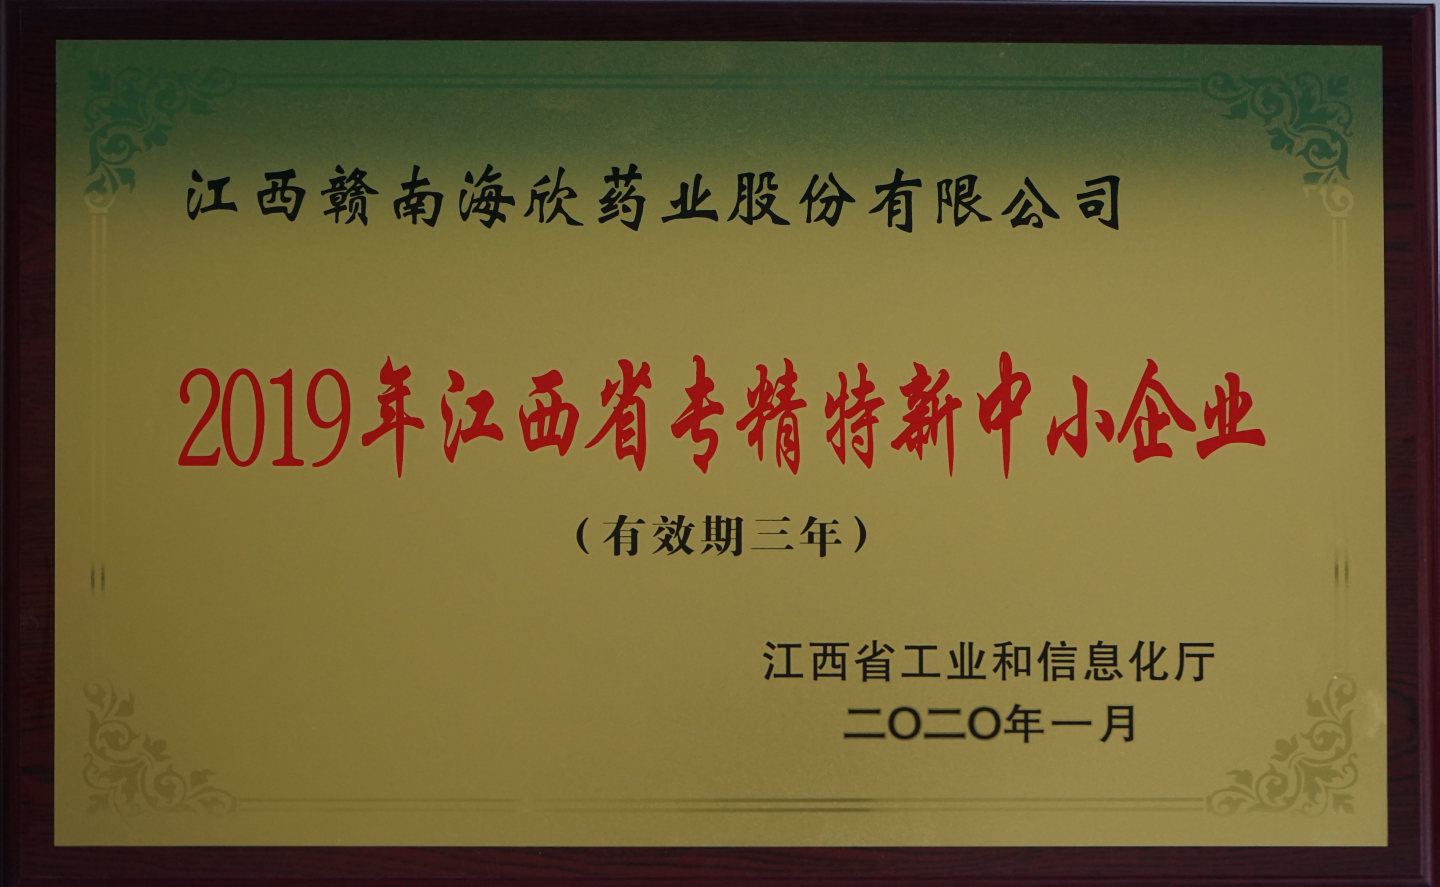 江西赣南海欣药业股份有限公司
2019年江西省专精特新中小企业
（有效期三年）
江西省工业和信息化厅
二〇二〇年一月